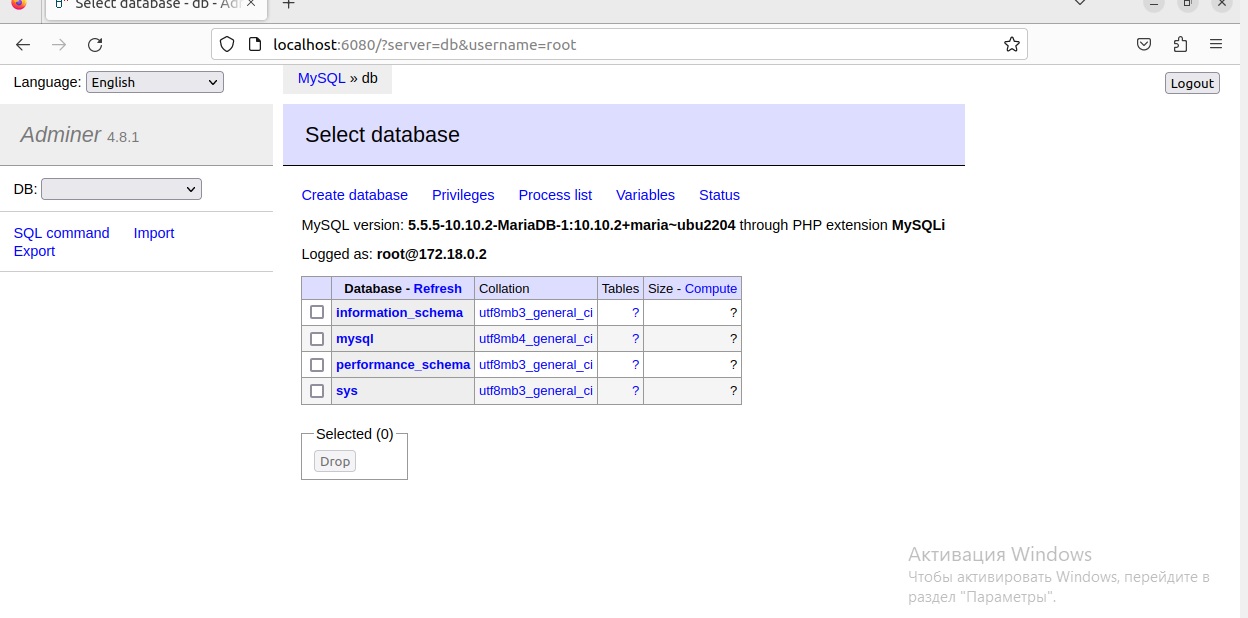 Select database - db - Ad
localhost:6080/?server=db&username=root
Language: English
MySQL » db
Logout
Adminer 4.8.1
Select database
DB:
Create database Privileges Process list Variables Status
SQL command Import
Export
MySQL version: 5.5.5-10.10.2-MariaDB-1:10.10.2+maria~ubu2204 through PHP extension MySQLi
Logged as: root@172.18.0.2
Database - Refresh Collation Tables Size - Compute
information_schema utf8mb3_general_ci ? ?
mysql utf8mb4_general_ci ? ?
performance_schema utf8mb3_general_ci ? ?
sys utf8mb3_general_ci ? ?
Selected (0)
Drop
Активация Windows
Чтобы активировать Windows, перейдите в
раздел "Параметры".